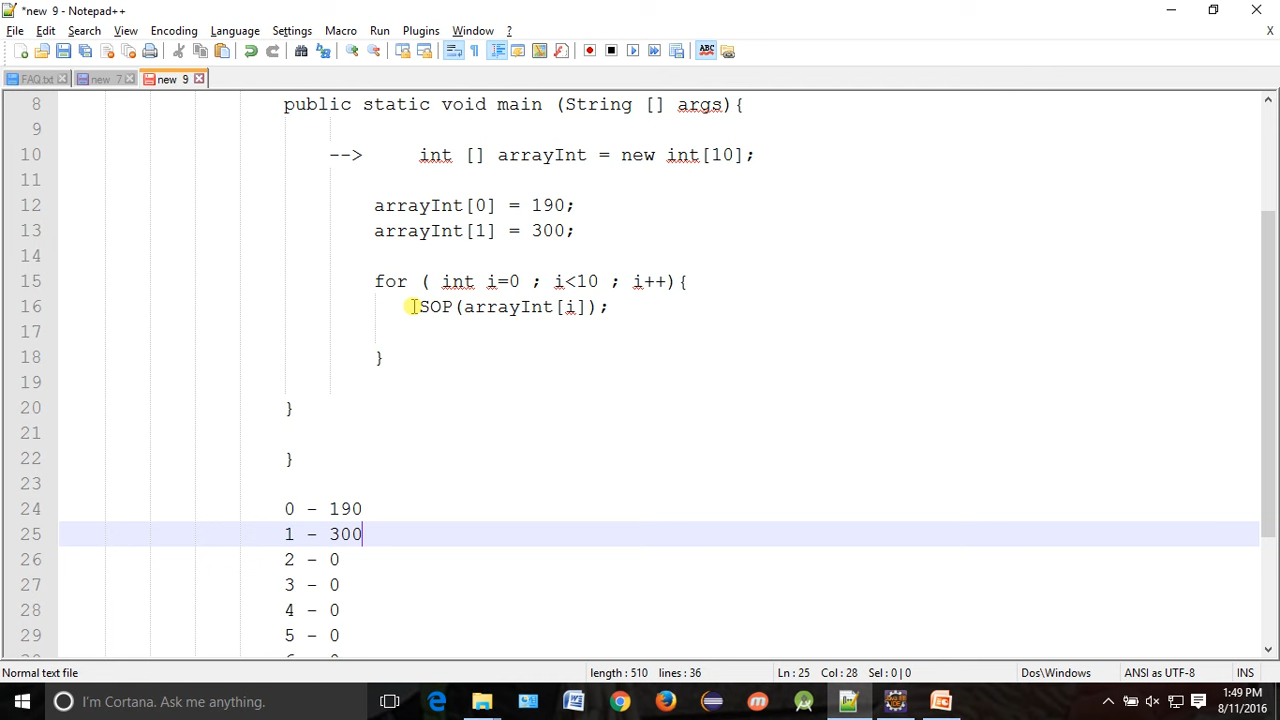 *new 9 - Notepad++
File Edit Search View Encoding Language Settings Macro Run Plugins Window ? X
FAQ.txt new 7 new 9
8 public static void main (String [] args){
9
10 --> int [] arrayInt = new int[10];
11
12 arrayInt[0] = 190;
13 arrayInt[1] = 300;
14
15 for ( int i=0 ; i<10 ; i++){
16 SOP(arrayInt[i]);
17
18 }
19
20 }
21
22 }
23
24 0 - 190
25 1 - 300
26 2 - 0
27 3 - 0
28 4 - 0
29 5 - 0
Normal text file length : 510 lines : 36 Ln : 25 Col : 28 Sel : 0 | 0 Dos\Windows ANSI as UTF-8 INS
I'm Cortana. Ask me anything. 1:49 PM
8/11/2016